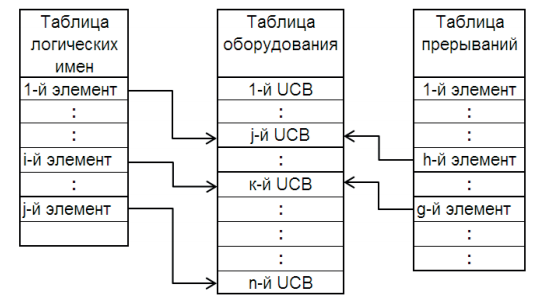 Таблица
логических
имен
1-й элемент
:
:
i-й элемент
:
j-й элемент
Таблица
оборудования
1-й UCB
:
j-й UCB
:
к-й UCB
:
:
:
n-й UCB
Таблица
прерываний
1-й элемент
:
:
h-й элемент
:
g-й элемент
:
: